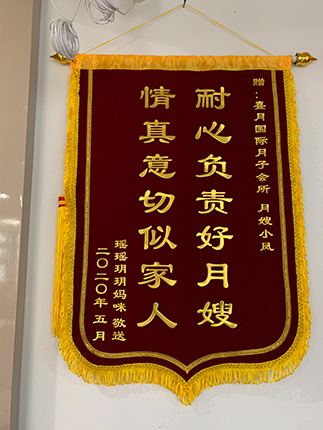 赠：喜月国际月子会所 月嫂小凤
耐心负责好月嫂
情真意切似家人
瑶瑶玥玥妈咪 敬送
二〇二〇年五月